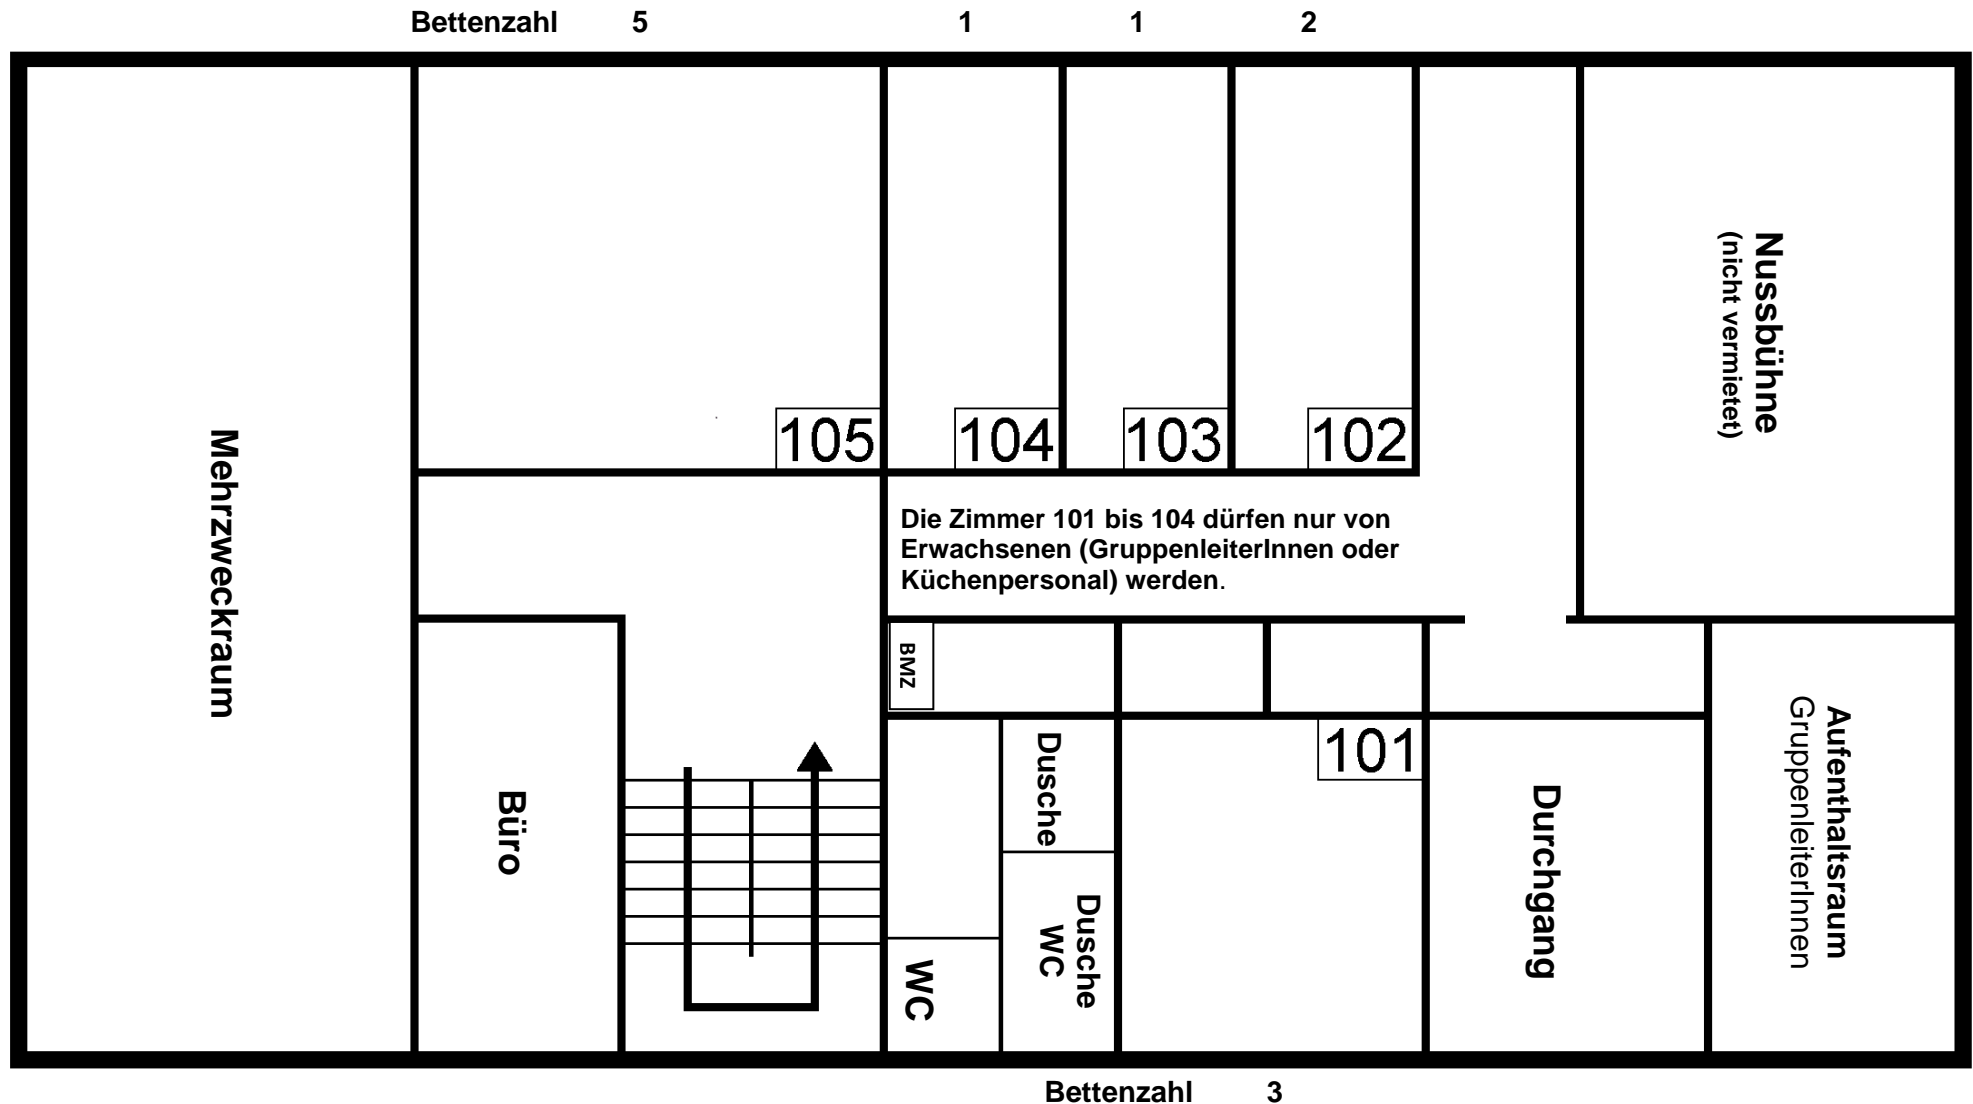 Bettenzahl 5 1 1 2
Nussbühne
(nicht vermietet)
Mehrzweckraum
105
104
103
102
Die Zimmer 101 bis 104 dürfen nur von
Erwachsenen (GruppenleiterInnen oder
Küchenpersonal) werden.
BMZ
101
Dusche
Büro
Durchgang
Aufenthaltsraum
GruppenleiterInnen
Dusche
WC
WC
Bettenzahl 3